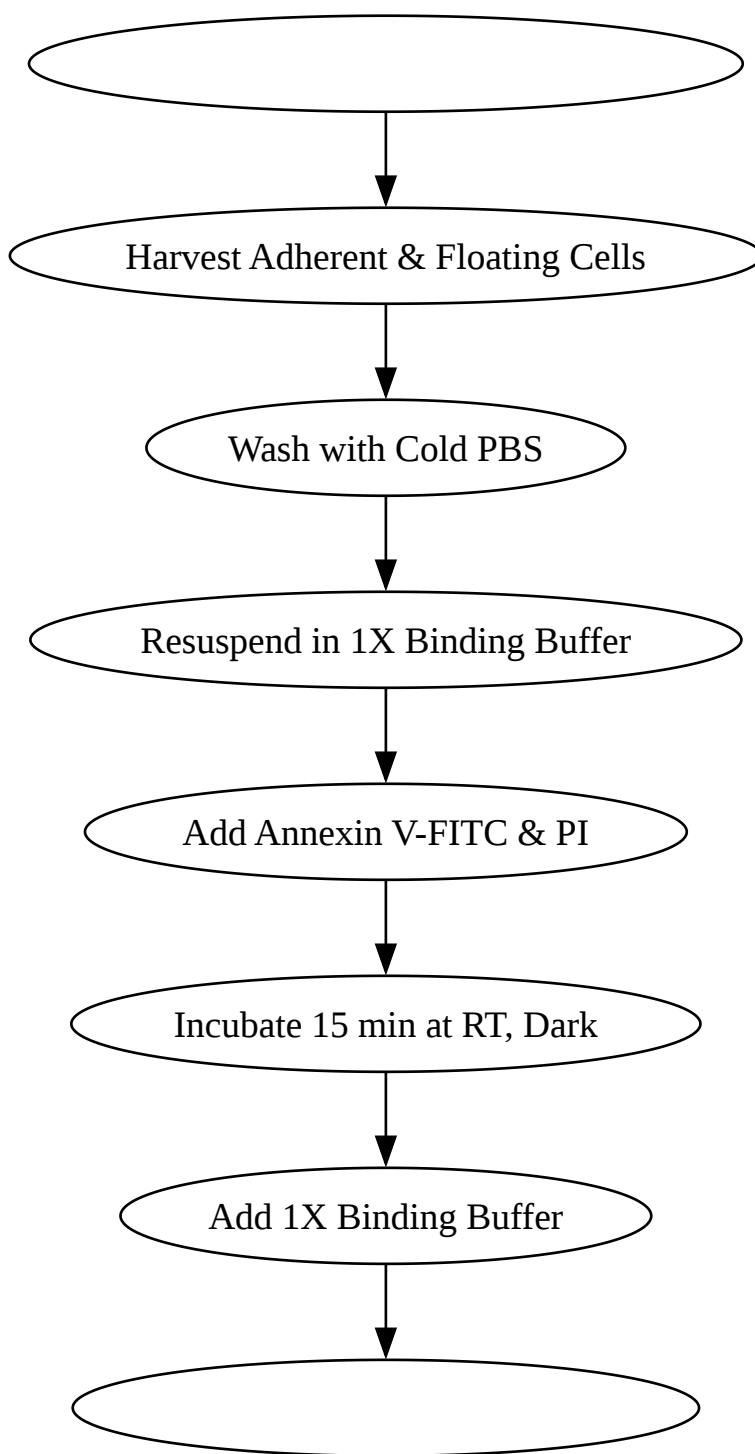 Harvest Adherent & Floating Cells
Wash with Cold PBS
Resuspend in 1X Binding Buffer
Add Annexin V-FITC & PI
Incubate 15 min at RT, Dark
Add 1X Binding Buffer